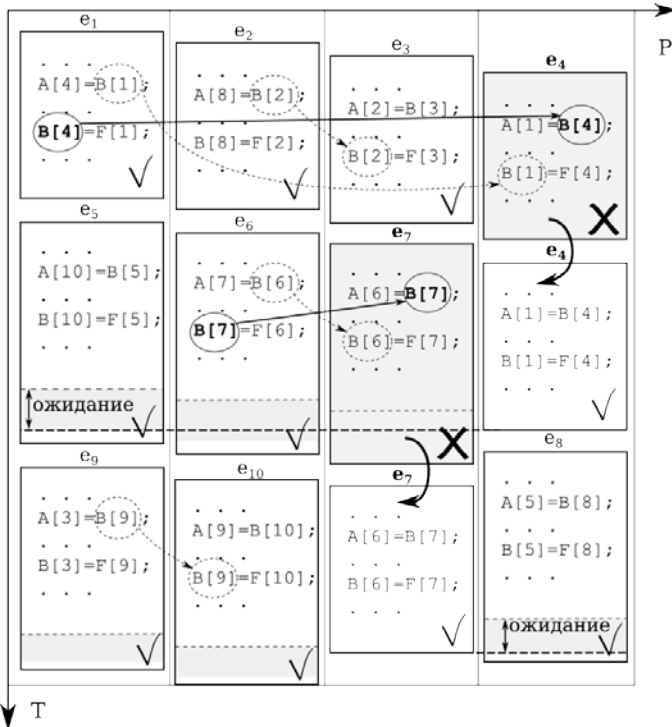 P
e1
e2
e3
e4
. . .
A[4]=B[1];
. . .
B[4]=F[1];
. . .
. . .
A[8]=B[2];
. . .
B[8]=F[2];
. . .
. . .
A[2]=B[3];
. . .
B[2]=F[3];
. . .
. . .
A[1]=B[4];
. . .
B[1]=F[4];
. . .
X
e5
e6
e7
e4
. . .
A[10]=B[5];
. . .
B[10]=F[5];
. . .
ожидание
. . .
A[7]=B[6];
. . .
B[7]=F[6];
. . .
. . .
A[6]=B[7];
. . .
B[6]=F[7];
. . .
X
. . .
A[1]=B[4];
. . .
B[1]=F[4];
. . .
e9
e10
e7
e8
. . .
A[3]=B[9];
. . .
B[3]=F[9];
. . .
. . .
A[9]=B[10];
. . .
B[9]=F[10];
. . .
. . .
A[6]=B[7];
. . .
B[6]=F[7];
. . .
. . .
A[5]=B[8];
. . .
B[5]=F[8];
. . .
ожидание
T